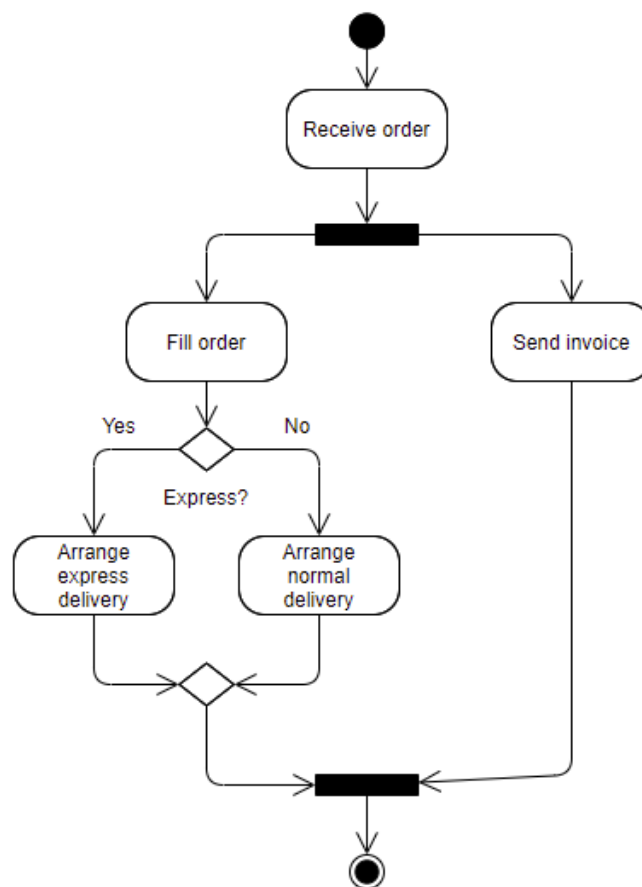 Receive order
Fill order
Send invoice
Yes
No
Express?
Arrange
express
delivery
Arrange
normal
delivery